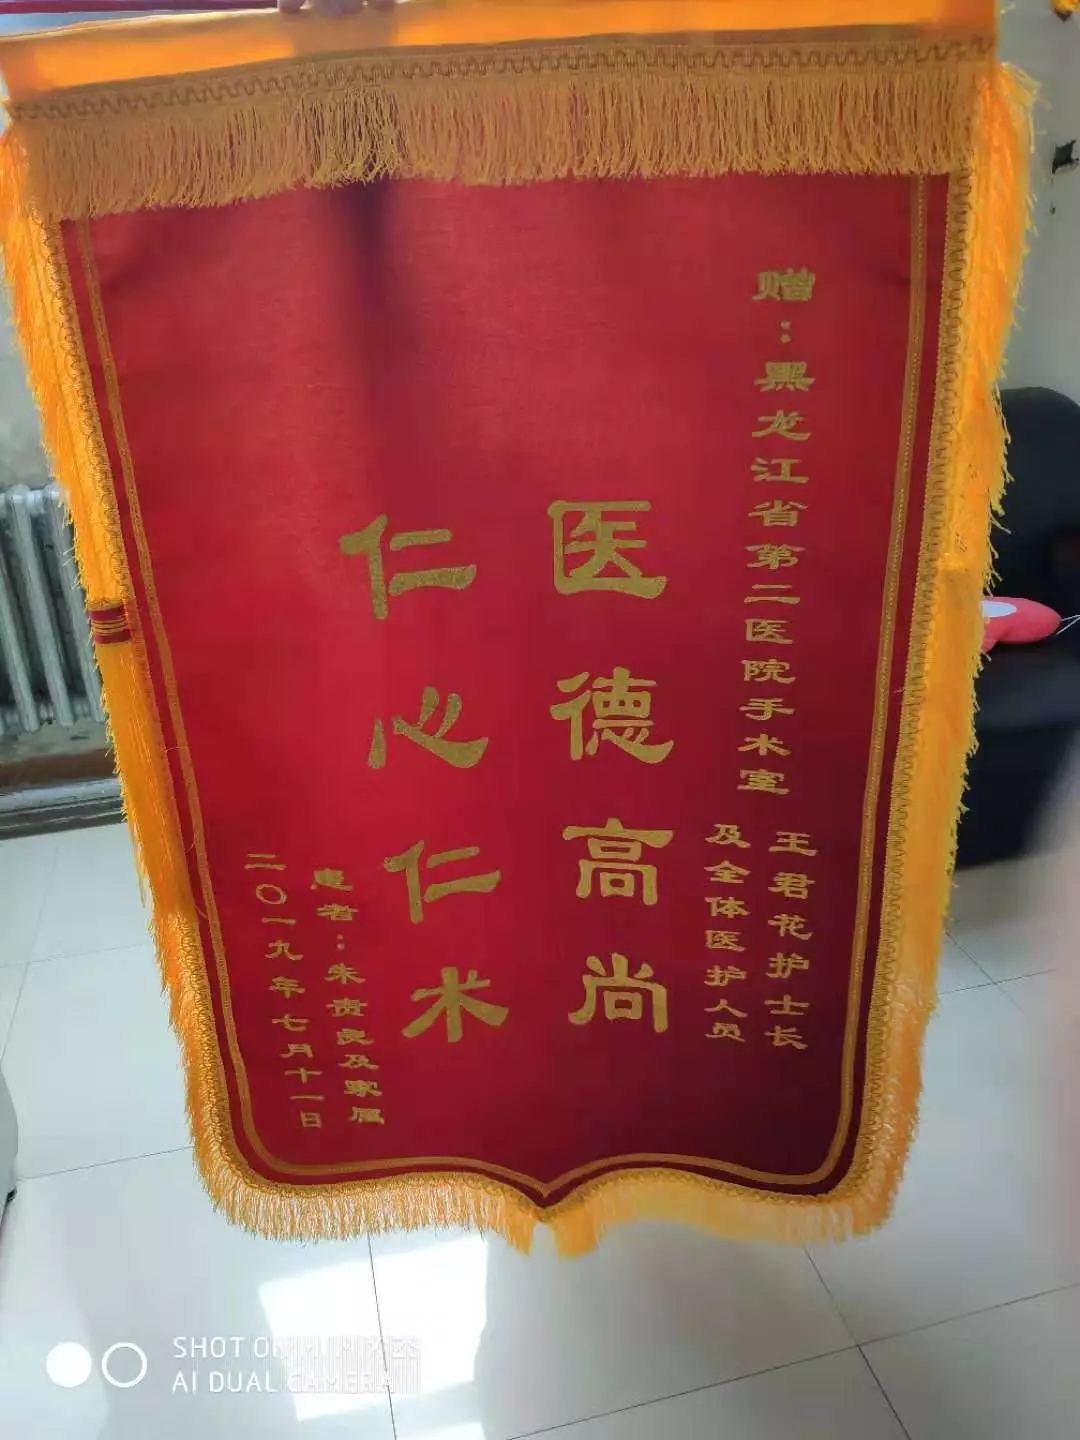 赠：黑龙江省第二医院手术室
王君花护士长
及全体医护人员
医德高尚
仁心仁术
患者：朱贵良及家属
二〇一九年七月十一日
SHOT ON MI MIX 2S
AI DUAL CAMERA